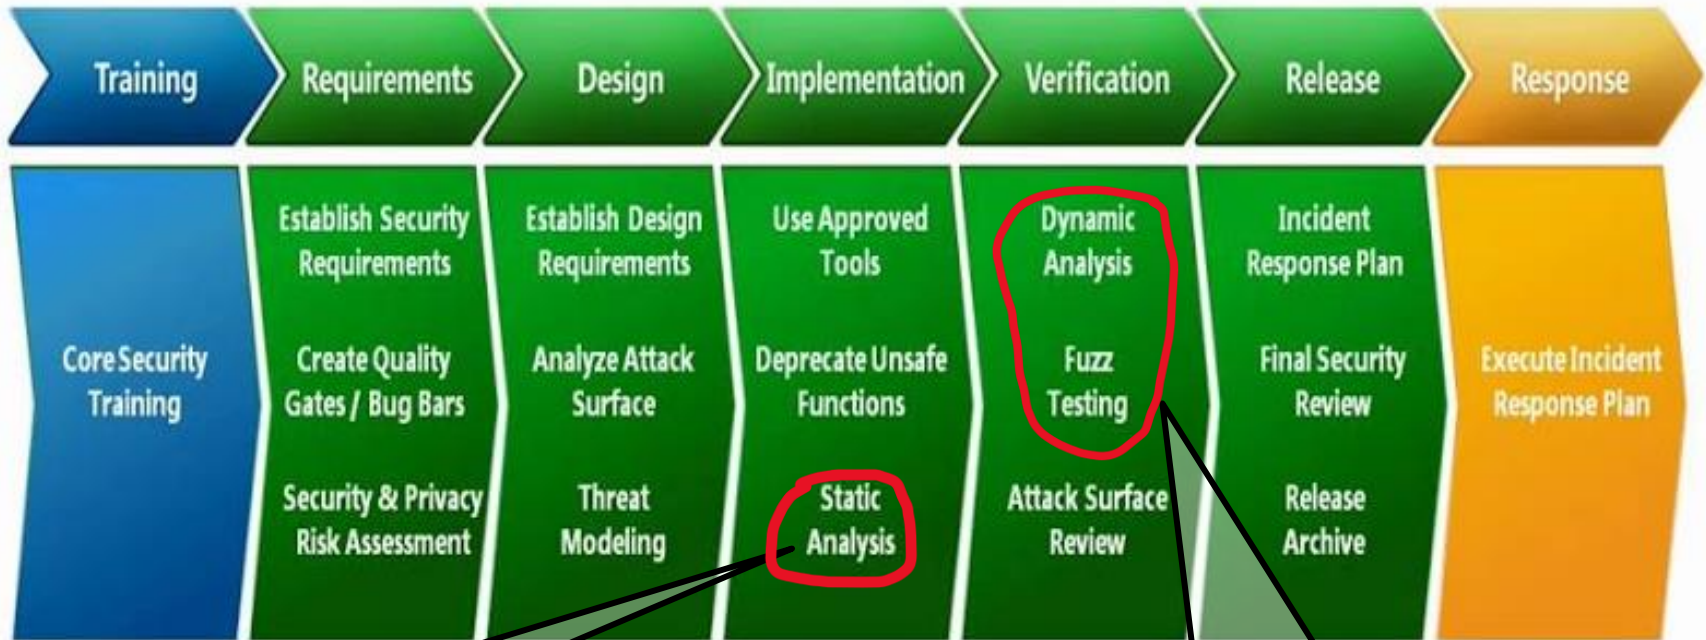 Training
Requirements
Design
Implementation
Verification
Release
Response
Core Security
Training
Establish Security
Requirements
Create Quality
Gates / Bug Bars
Security & Privacy
Risk Assessment
Establish Design
Requirements
Analyze Attack
Surface
Threat
Modeling
Use Approved
Tools
Deprecate Unsafe
Functions
Static
Analysis
Dynamic
Analysis
Fuzz
Testing
Attack Surface
Review
Incident
Response Plan
Final Security
Review
Release
Archive
Execute Incident
Response Plan